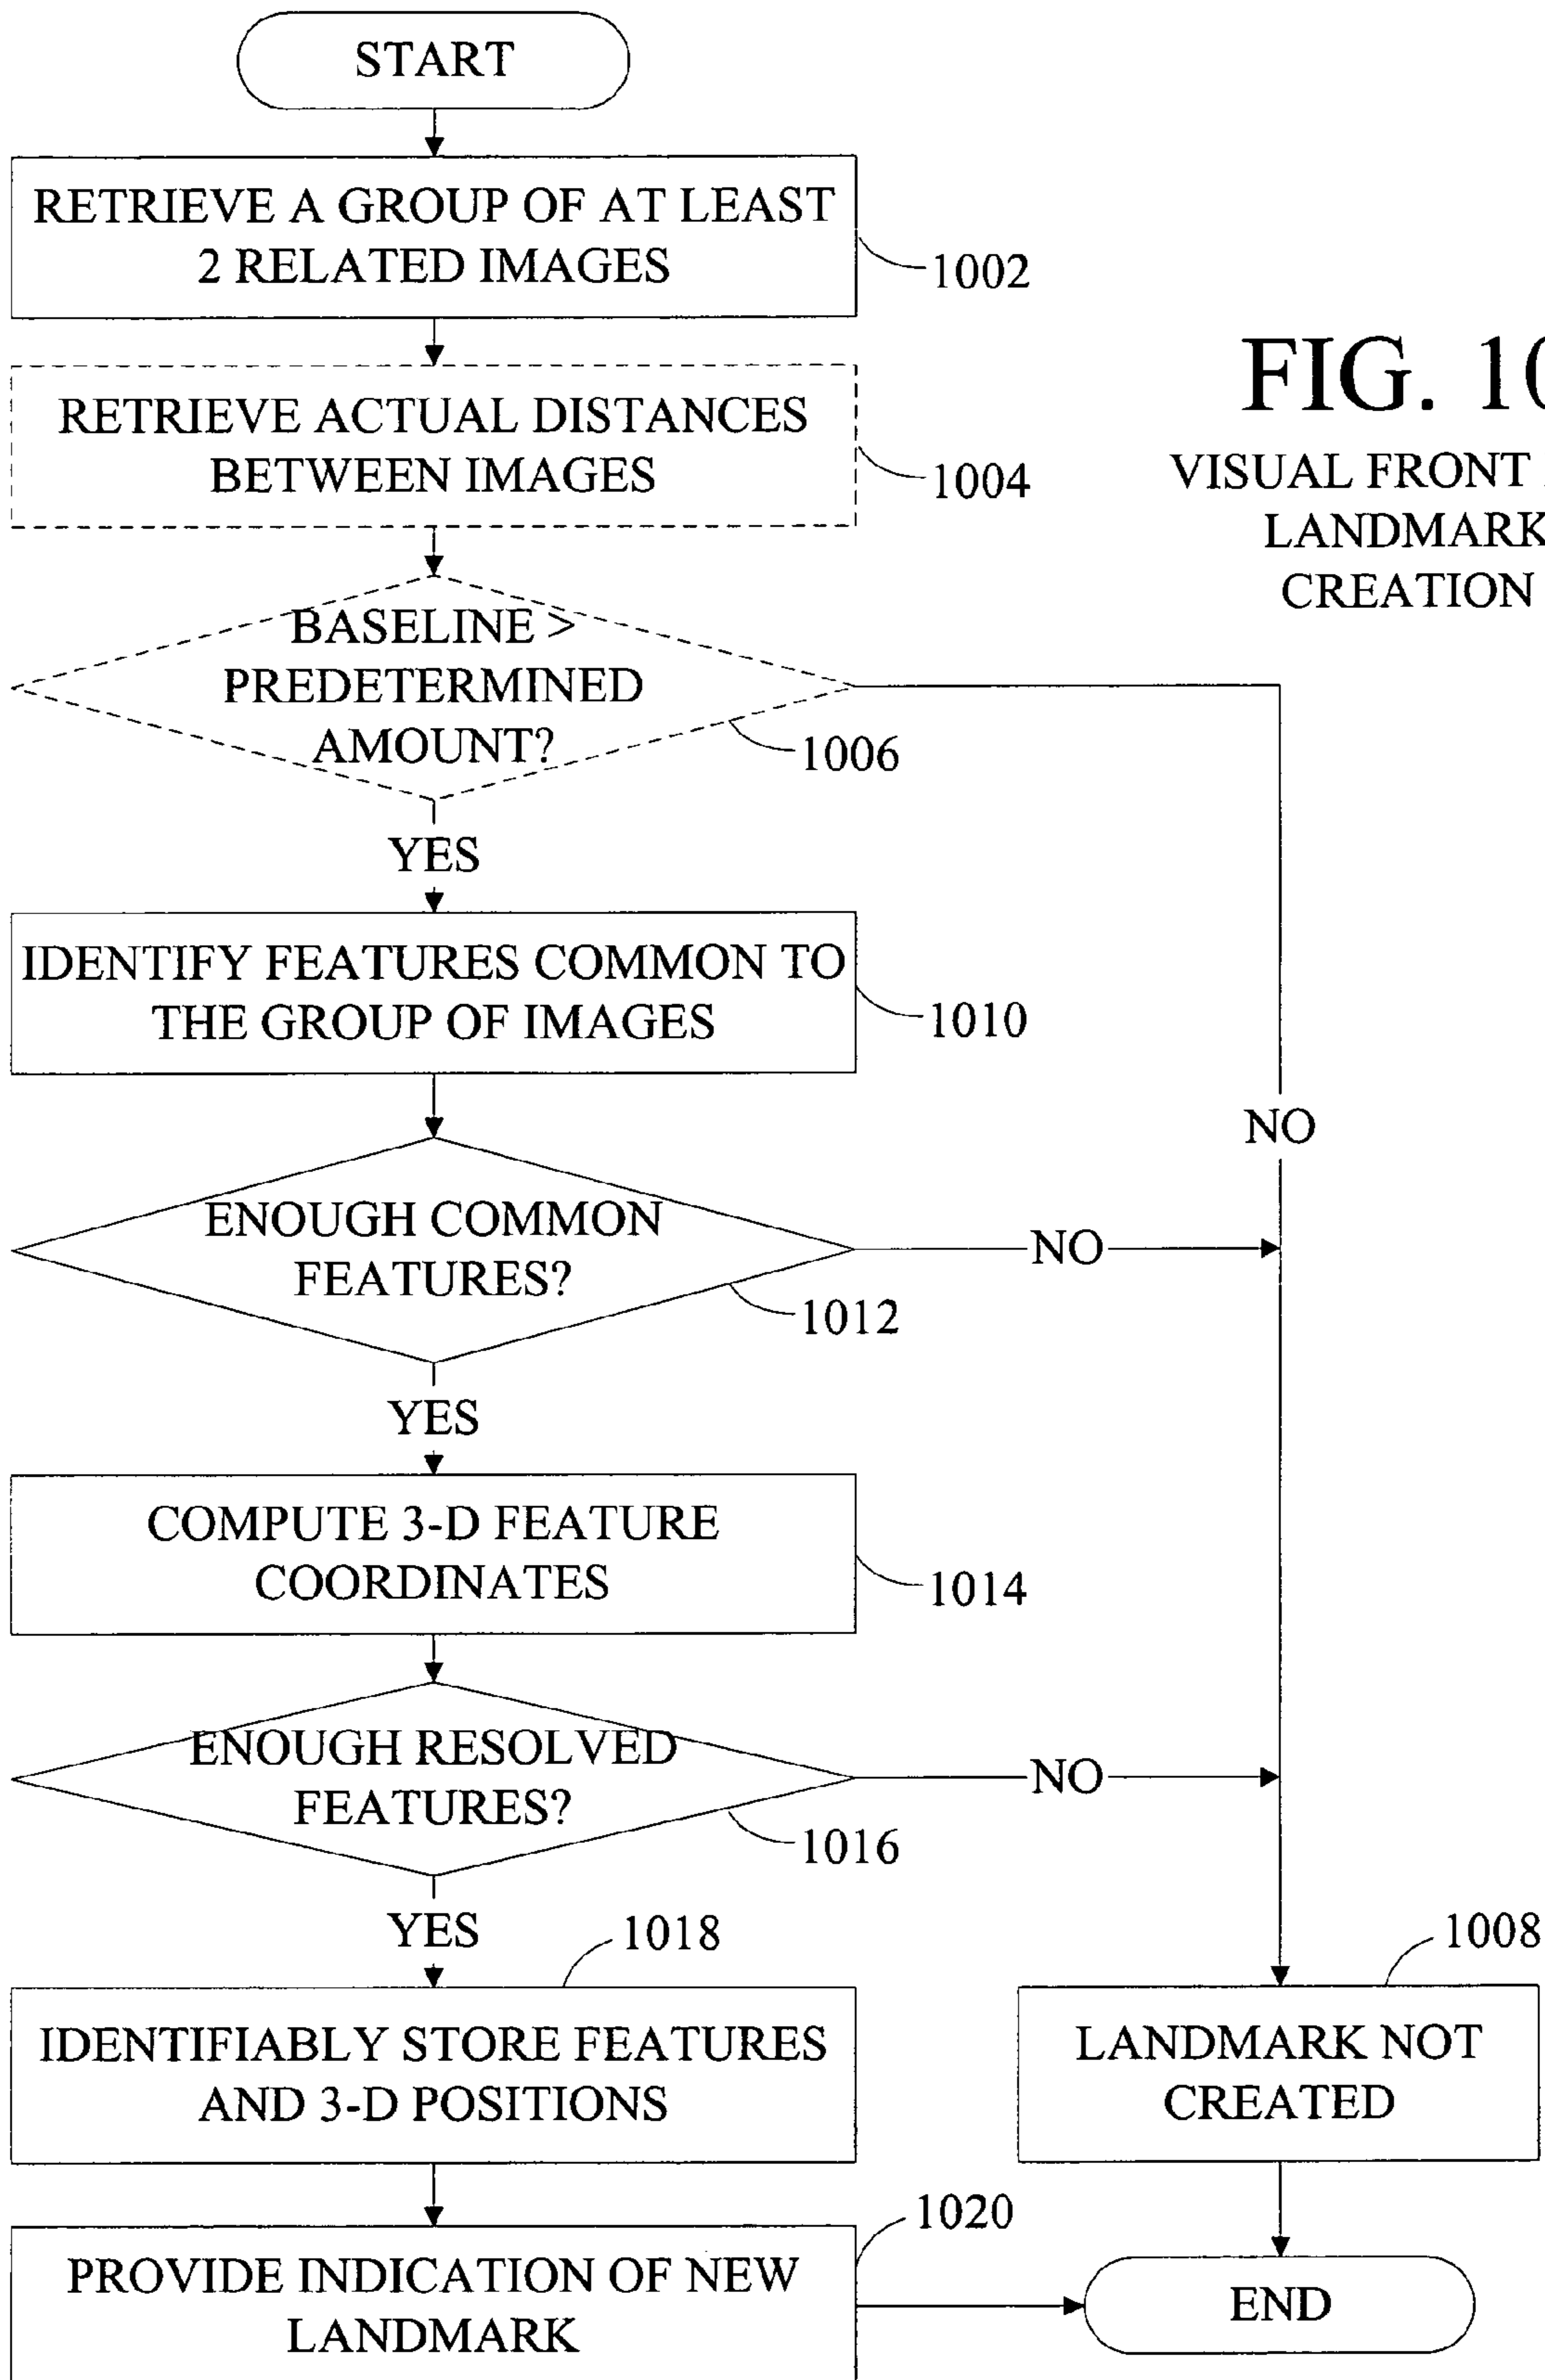 START
RETRIEVE A GROUP OF AT LEAST
2 RELATED IMAGES
1002
RETRIEVE ACTUAL DISTANCES
BETWEEN IMAGES
1004
FIG. 10
VISUAL FRONT
LANDMARK
CREATION
BASELINE >
PREDETERMINED
AMOUNT?
1006
YES
IDENTIFY FEATURES COMMON TO
THE GROUP OF IMAGES
1010
NO
ENOUGH COMMON
FEATURES?
NO
1012
YES
COMPUTE 3-D FEATURE
COORDINATES
1014
ENOUGH RESOLVED
FEATURES?
NO
1016
YES
1018
1008
IDENTIFIABLY STORE FEATURES
AND 3-D POSITIONS
LANDMARK NOT
CREATED
1020
PROVIDE INDICATION OF NEW
LANDMARK
END